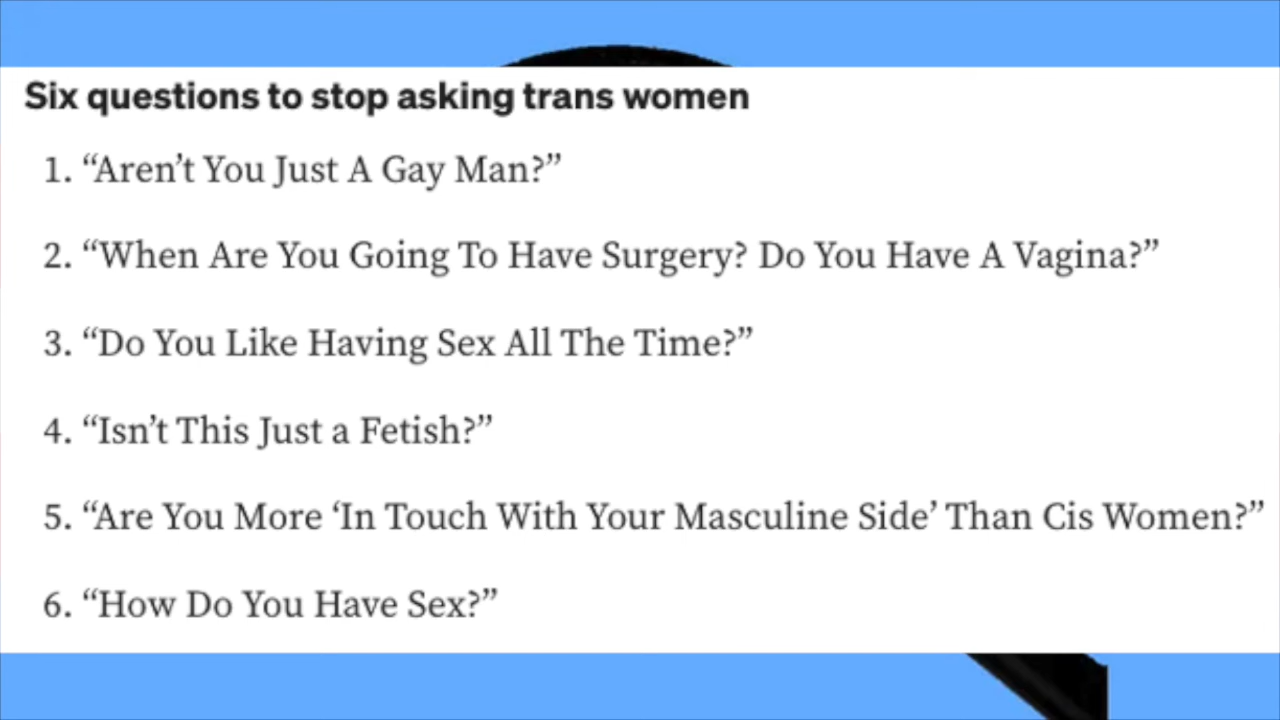 Six questions to stop asking trans women
1. “Aren’t You Just A Gay Man?”
2. “When Are You Going To Have Surgery? Do You Have A Vagina?”
3. “Do You Like Having Sex All The Time?”
4. “Isn’t This Just a Fetish?”
5. “Are You More ‘In Touch With Your Masculine Side’ Than Cis Women?”
6. “How Do You Have Sex?”